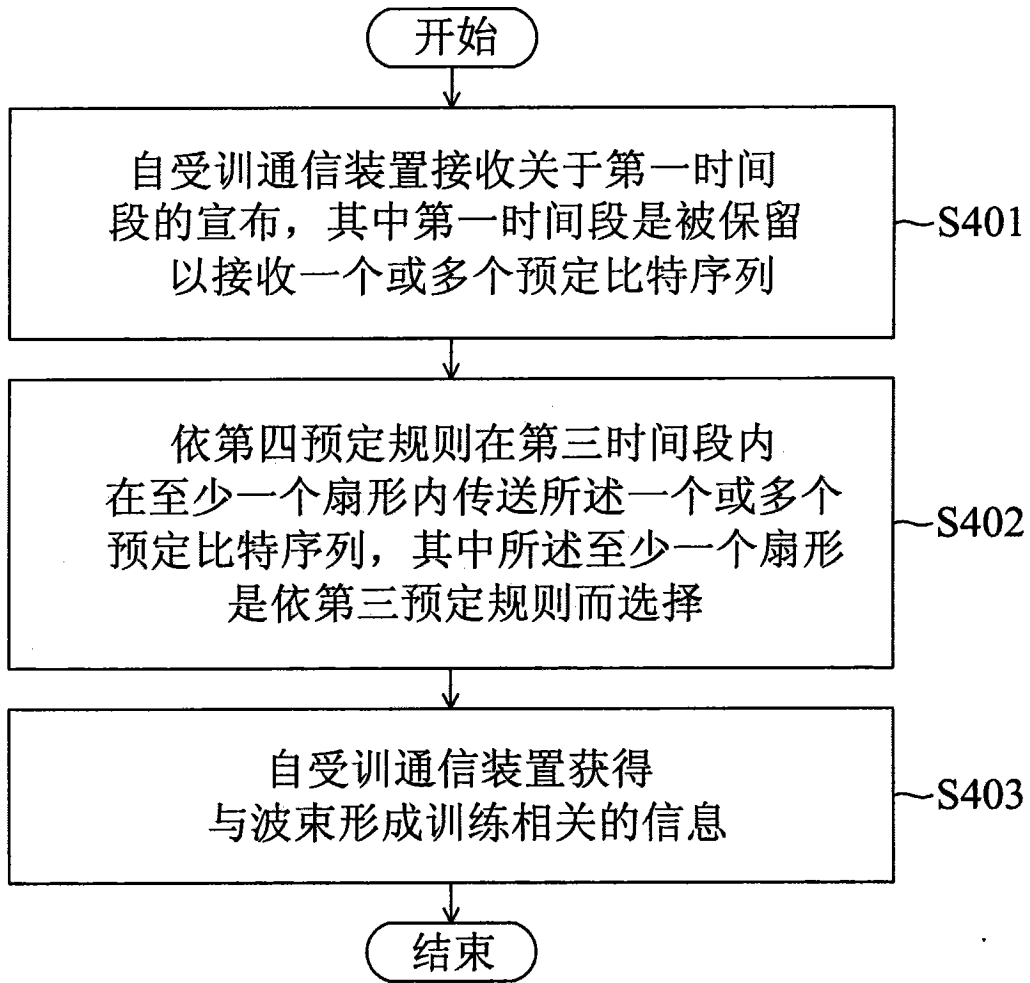 开始
自受训通信装置接收关于第一时间
段的宣布，其中第一时间段是被保留
以接收一个或多个预定比特序列
S401
依第四预定规则在第三时间段内
在至少一个扇形内传送所述一个或多个
预定比特序列，其中所述至少一个扇形
是依第三预定规则而选择
S402
自受训通信装置获得
与波束形成训练相关的信息
S403
结束